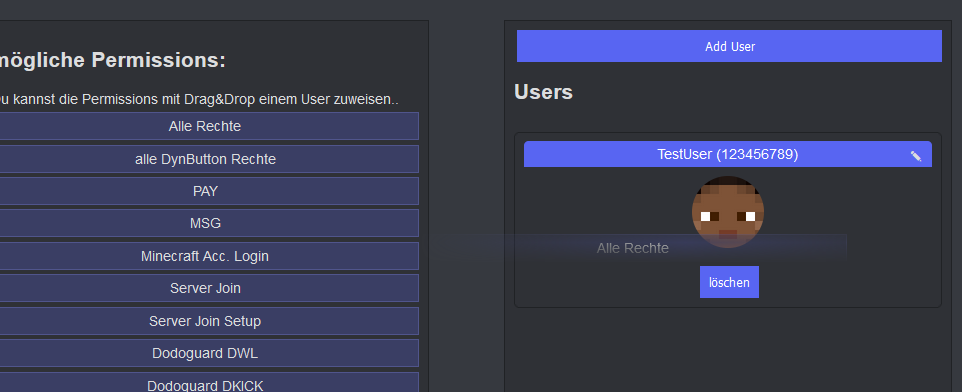 mögliche Permissions:
u kannst die Permissions mit Drag&Drop einem User zuweisen..
Alle Rechte
alle DynButton Rechte
PAY
MSG
Minecraft Acc. Login
Server Join
Server Join Setup
Dodoguard DWL
Dodoguard DKICK
Add User
Users
TestUser (123456789)
Alle Rechte
löschen